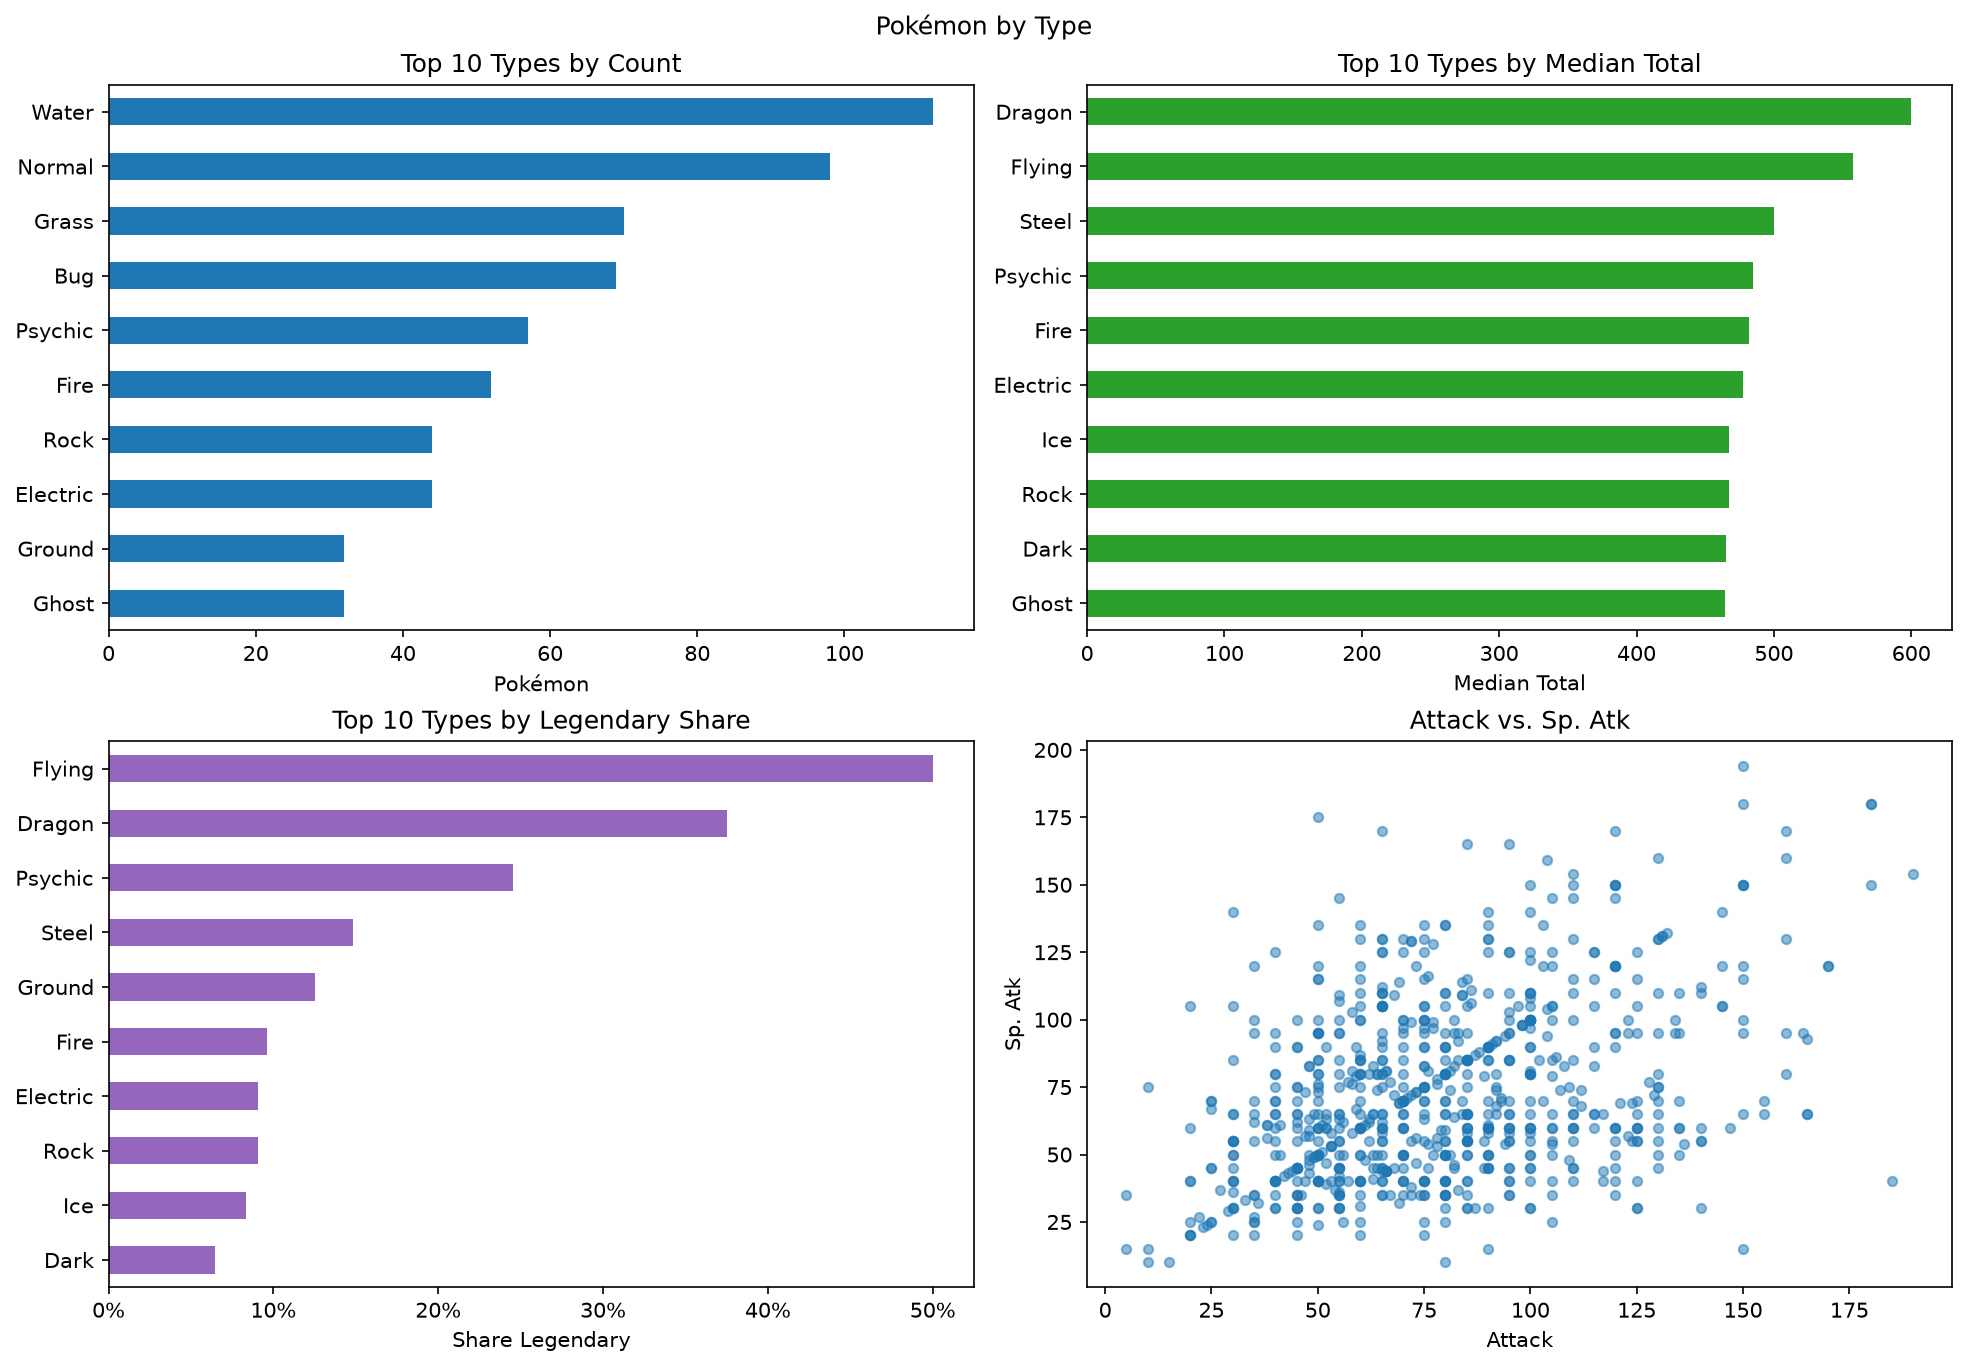 Pokémon by Type
Top 10 Types by Count
Water
Normal
Grass
Bug
Psychic
Fire
Rock
Electric
Ground
Ghost
0 20 40 60 80 100
Pokémon
Top 10 Types by Median Total
Dragon
Flying
Steel
Psychic
Fire
Electric
Ice
Rock
Dark
Ghost
0 100 200 300 400 500 600
Median Total
Top 10 Types by Legendary Share
Flying
Dragon
Psychic
Steel
Ground
Fire
Electric
Rock
Ice
Dark
0% 10% 20% 30% 40% 50%
Share Legendary
Attack vs. Sp. Atk
Sp. Atk
200
175
150
125
100
75
50
25
0 25 50 75 100 125 150 175
Attack